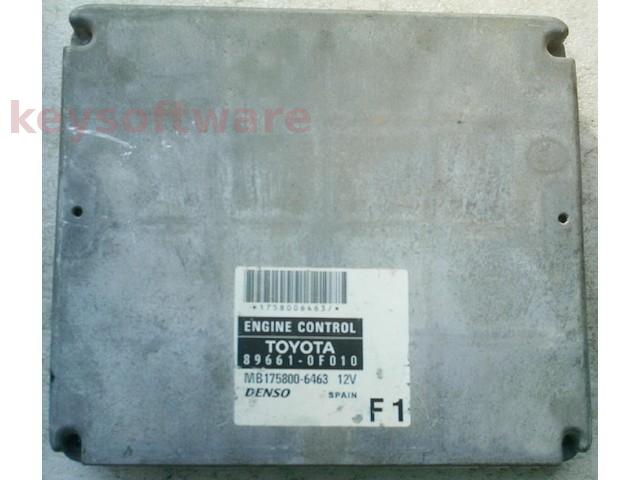 keysoftware
*1758006463/*
ENGINE CONTROL
TOYOTA
89661-0F010
MB175800-6463 12V
DENSO SPAIN F1